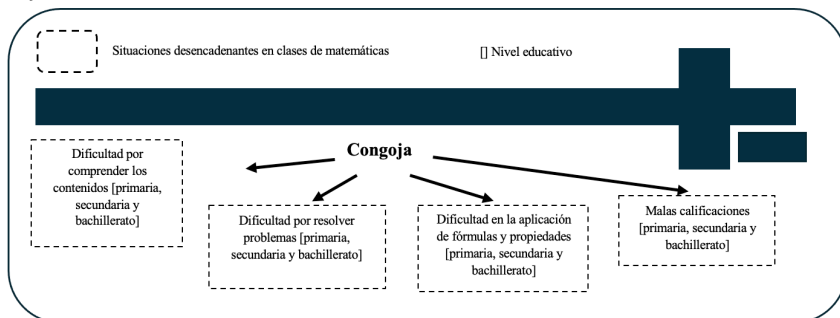 Situaciones desencadenantes en clases de matemáticas
[] Nivel educativo
Congoja
Dificultad por
comprender los
contenidos [primaria,
secundaria y
bachillerato]
Dificultad por resolver
problemas [primaria,
secundaria y bachillerato]
Dificultad en la aplicación
de fórmulas y propiedades
[primaria, secundaria y
bachillerato]
Malas calificaciones
[primaria, secundaria y
bachillerato]